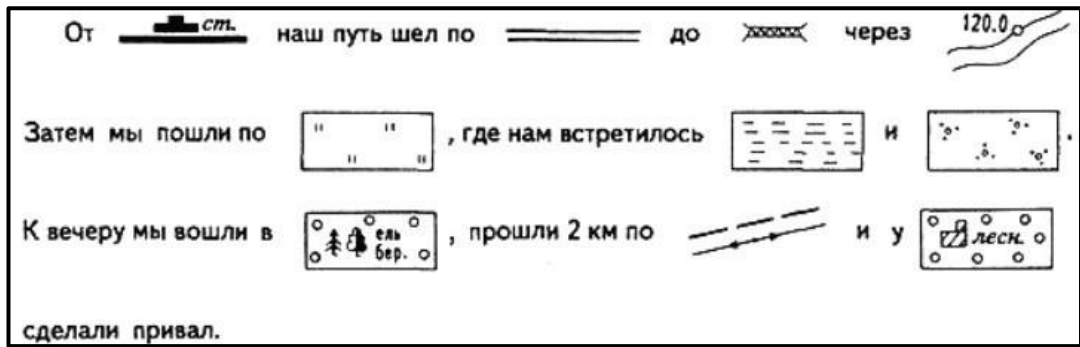 От ст. наш путь шел по до через 120.0
Затем мы пошли по , где нам встретилось и .
К вечеру мы вошли в ель бер. , прошли 2 км по и у лесн.
сделали привал.